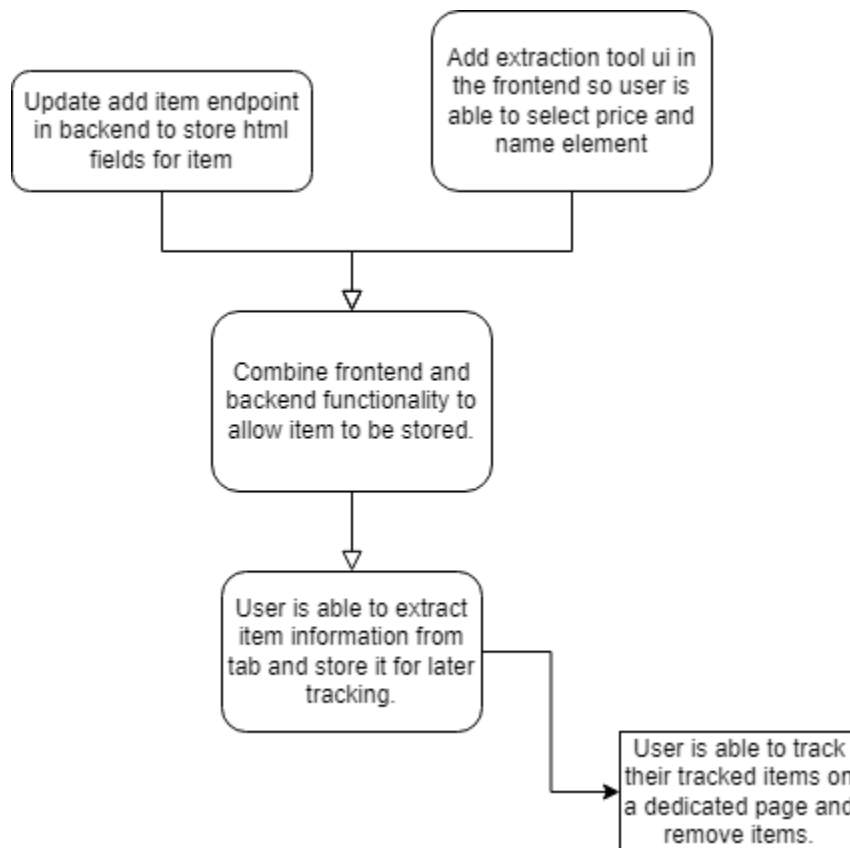 Update add item endpoint
in backend to store html
fields for item
Add extraction tool ui in
the frontend so user is
able to select price and
name element
Combine frontend and
backend functionality to
allow item to be stored.
User is able to extract
item information from
tab and store it for later
tracking.
User is able to track
their tracked items on
a dedicated page and
remove items.